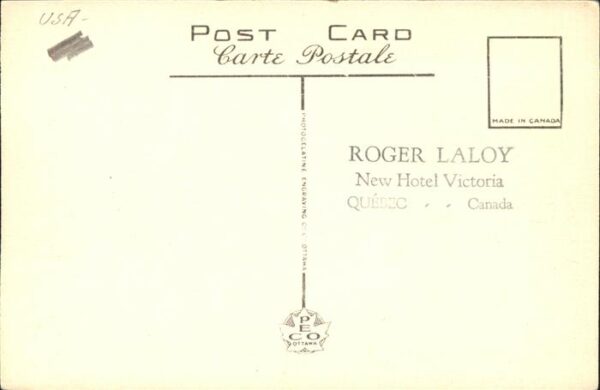 USA-
POST CARD
Carte Postale
MADE IN CANADA
PHOTOGELATINE ENGRAVING CO. OTTAWA
ROGER LALOY
New Hotel Victoria
QUÉBEC - - Canada
PECO
OTTAWA